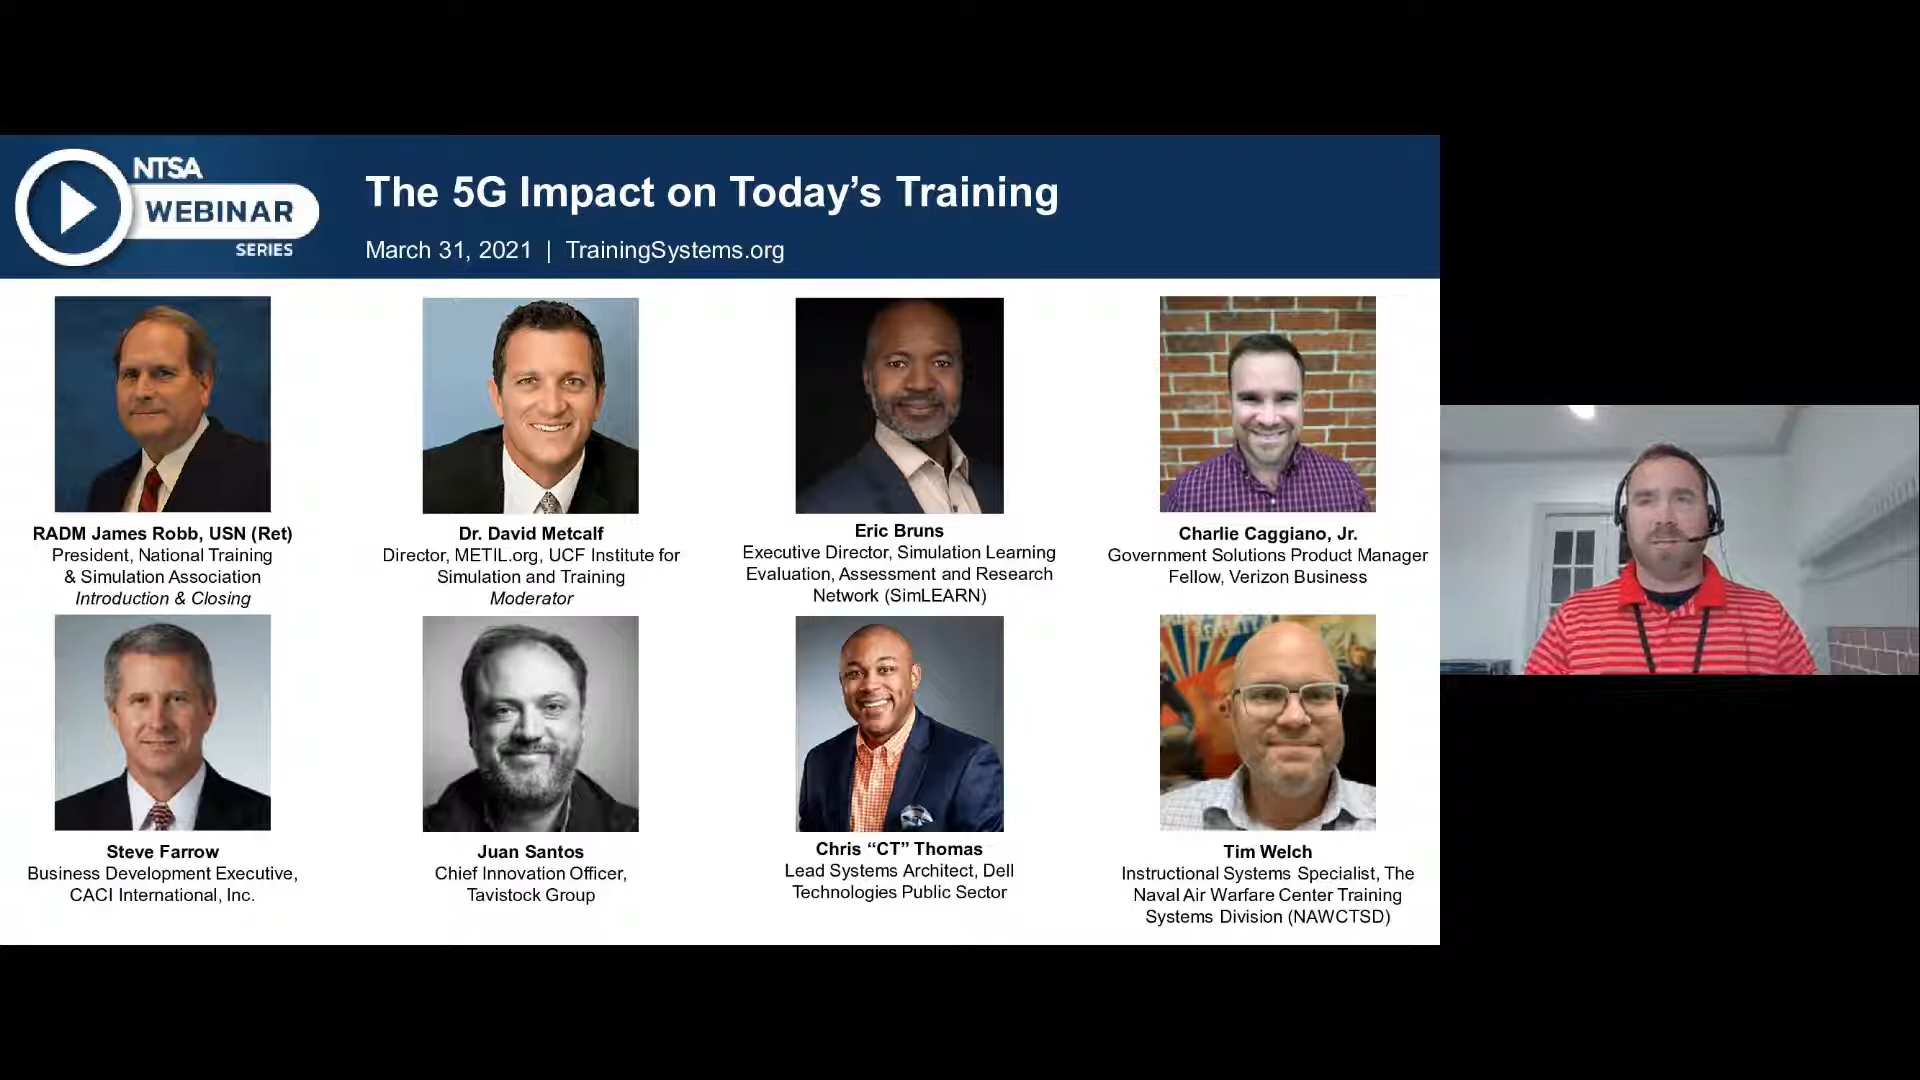 NTSA
WEBINAR
SERIES
The 5G Impact on Today’s Training
March 31, 2021 | TrainingSystems.org
RADM James Robb, USN (Ret)
President, National Training
& Simulation Association
Introduction & Closing
Dr. David Metcalf
Director, METIL.org, UCF Institute for
Simulation and Training
Moderator
Eric Bruns
Executive Director, Simulation Learning
Evaluation, Assessment and Research
Network (SimLEARN)
Charlie Caggiano, Jr.
Government Solutions Product Manager
Fellow, Verizon Business
Steve Farrow
Business Development Executive,
CACI International, Inc.
Juan Santos
Chief Innovation Officer,
Tavistock Group
Chris “CT” Thomas
Lead Systems Architect, Dell
Technologies Public Sector
Tim Welch
Instructional Systems Specialist, The
Naval Air Warfare Center Training
Systems Division (NAWCTSD)